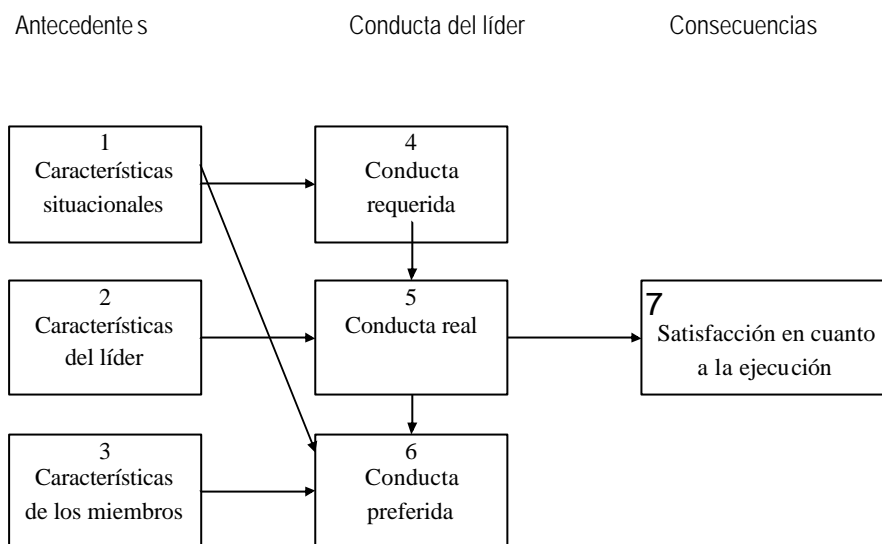 Antecedentes
Conducta del líder
Consecuencias
1
Características
situacionales
4
Conducta
requerida
2
Características
del líder
5
Conducta real
7
Satisfacción en cuanto
a la ejecución
3
Características
de los miembros
6
Conducta
preferida